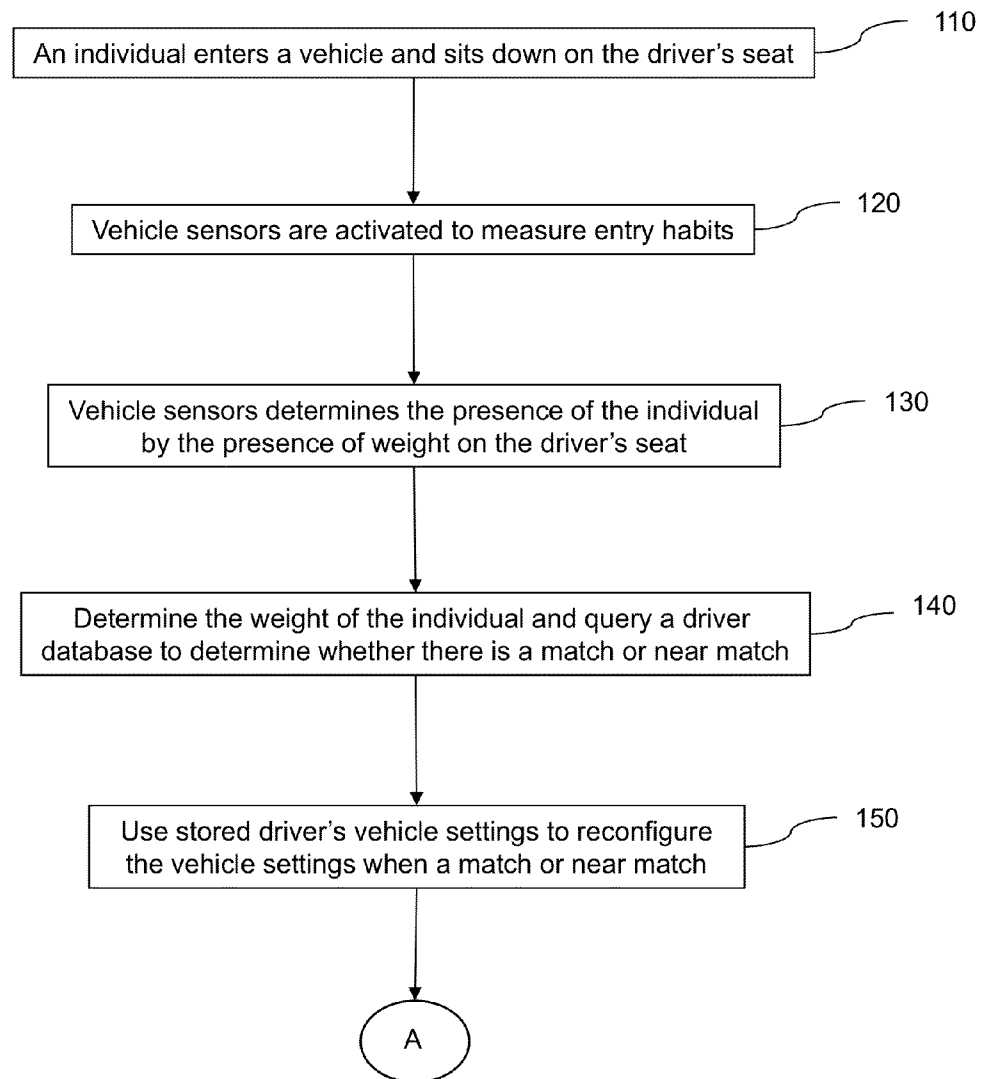 110
An individual enters a vehicle and sits down on the driver's seat
120
Vehicle sensors are activated to measure entry habits
130
Vehicle sensors determines the presence of the individual
by the presence of weight on the driver's seat
140
Determine the weight of the individual and query a driver
database to determine whether there is a match or near match
150
Use stored driver's vehicle settings to reconfigure
the vehicle settings when a match or near match
A